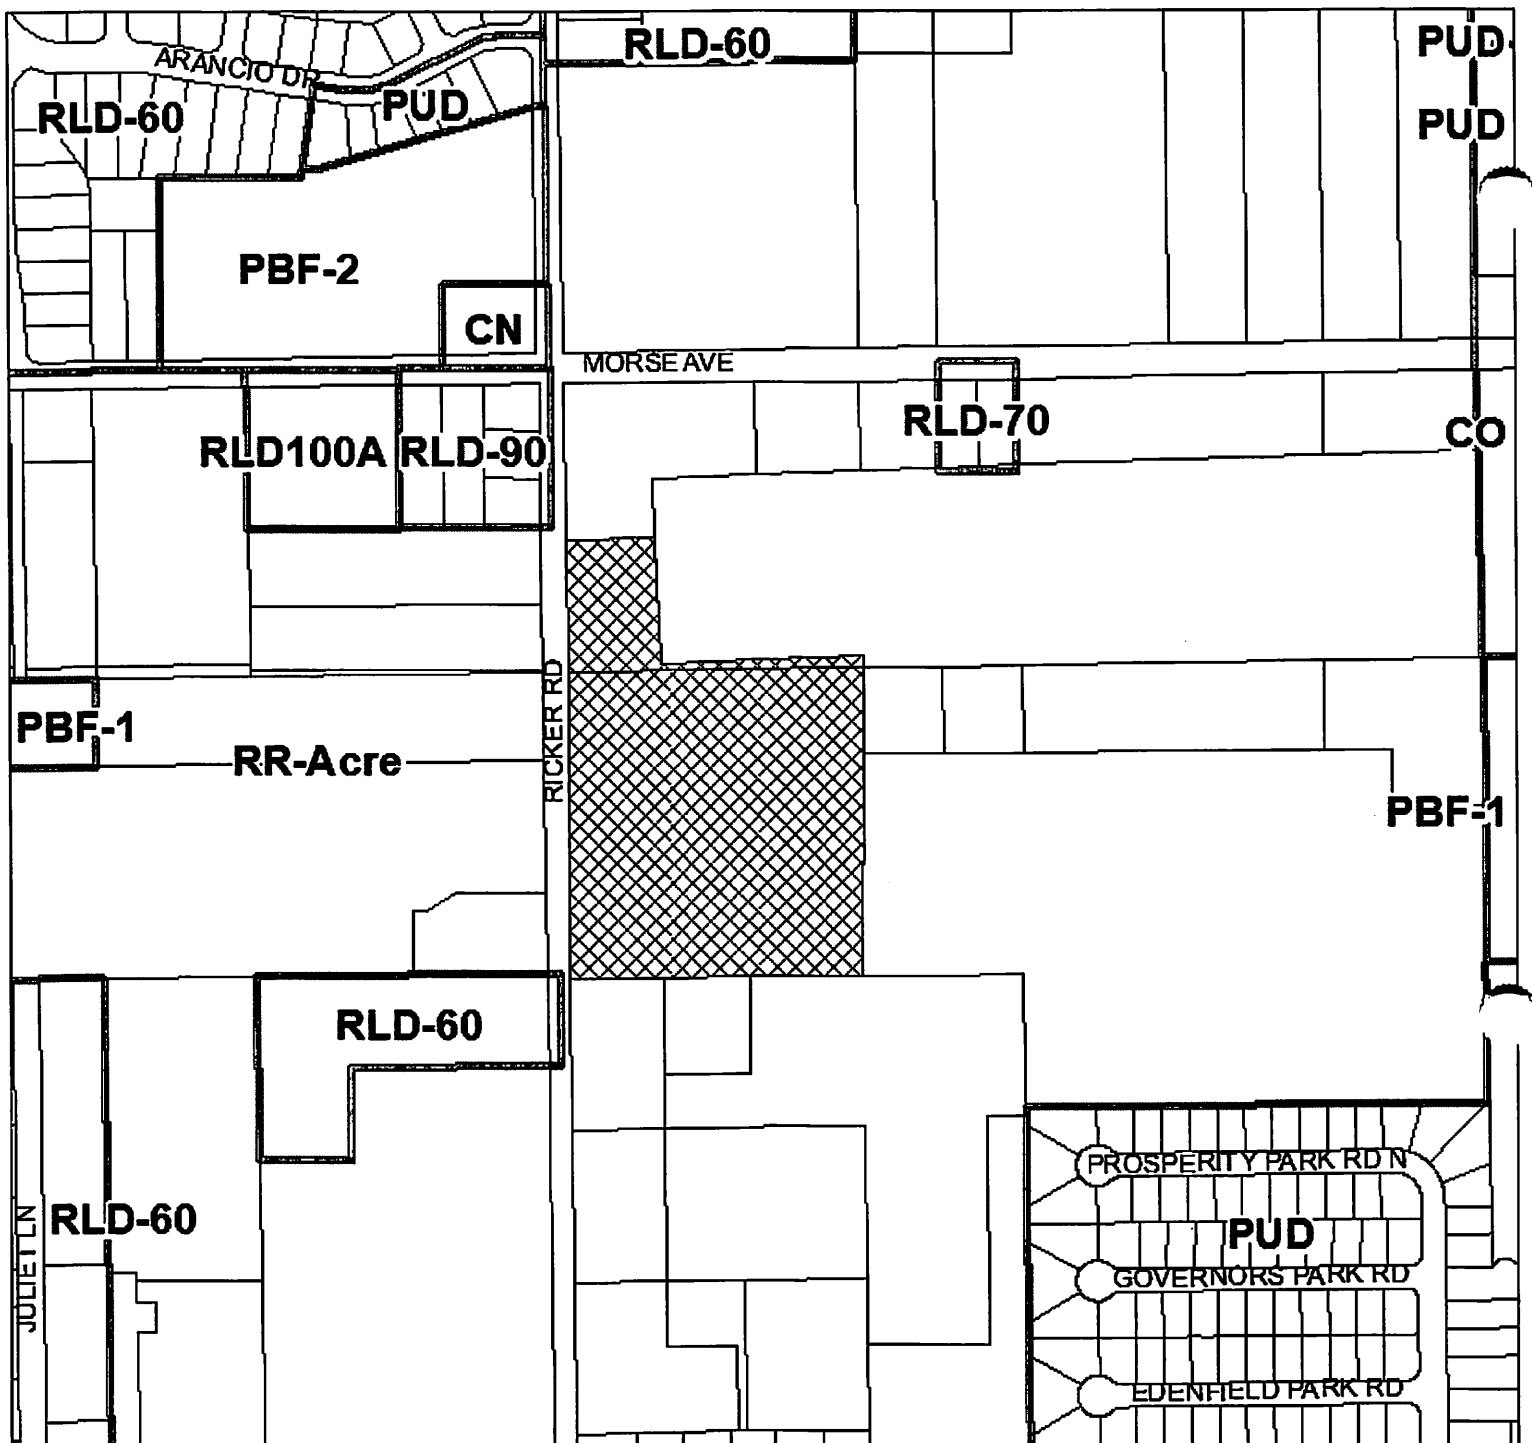 RLD-60
PUD
ARANCIO DR
PUD
RLD-60
PUD
PBF-2
CN
MORSE AVE
RLD-70
CO
RLD100A
RLD-90
RICKER RD
PBF-1
RR-Acre
PBF-1
RLD-60
PROSPERITY PARK RD N
RLD-60
PUD
JULIET LN
GOVERNORS PARK RD
EDENFIELD PARK RD